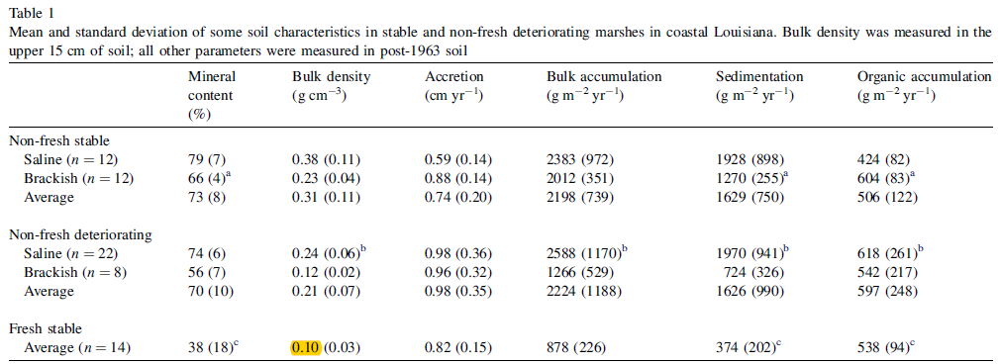 Table 1
Mean and standard deviation of some soil characteristics in stable and non-fresh deteriorating marshes in coastal Louisiana. Bulk density was measured in the
upper 15 cm of soil; all other parameters were measured in post-1963 soil
Mineral content (%) Bulk density (g cm⁻³) Accretion (cm yr⁻¹) Bulk accumulation (g m⁻² yr⁻¹) Sedimentation (g m⁻² yr⁻¹) Organic accumulation (g m⁻² yr⁻¹)
Non-fresh stable
Saline (n = 12) 79 (7) 0.38 (0.11) 0.59 (0.14) 2383 (972) 1928 (898) 424 (82)
Brackish (n = 12) 66 (4)ᵃ 0.23 (0.04) 0.88 (0.14) 2012 (351) 1270 (255)ᵃ 604 (83)ᵃ
Average 73 (8) 0.31 (0.11) 0.74 (0.20) 2198 (739) 1629 (750) 506 (122)
Non-fresh deteriorating
Saline (n = 22) 74 (6) 0.24 (0.06)ᵇ 0.98 (0.36) 2588 (1170)ᵇ 1970 (941)ᵇ 618 (261)ᵇ
Brackish (n = 8) 56 (7) 0.12 (0.02) 0.96 (0.32) 1266 (529) 724 (326) 542 (217)
Average 70 (10) 0.21 (0.07) 0.98 (0.35) 2224 (1188) 1626 (990) 597 (248)
Fresh stable
Average (n = 14) 38 (18)ᶜ 0.10 (0.03) 0.82 (0.15) 878 (226) 374 (202)ᶜ 538 (94)ᶜ